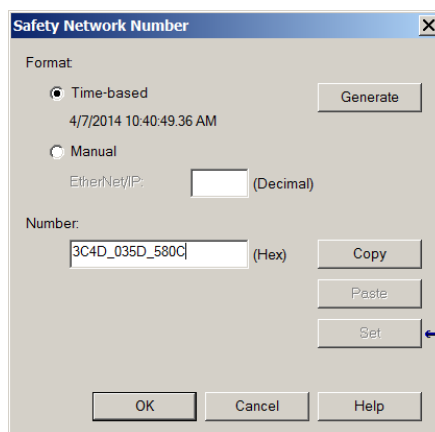 Safety Network Number
Format:
Time-based
Generate
4/7/2014 10:40:49.36 AM
Manual
EtherNet/IP:
(Decimal)
Number:
3C4D_035D_580C
(Hex)
Copy
Paste
Set
OK
Cancel
Help